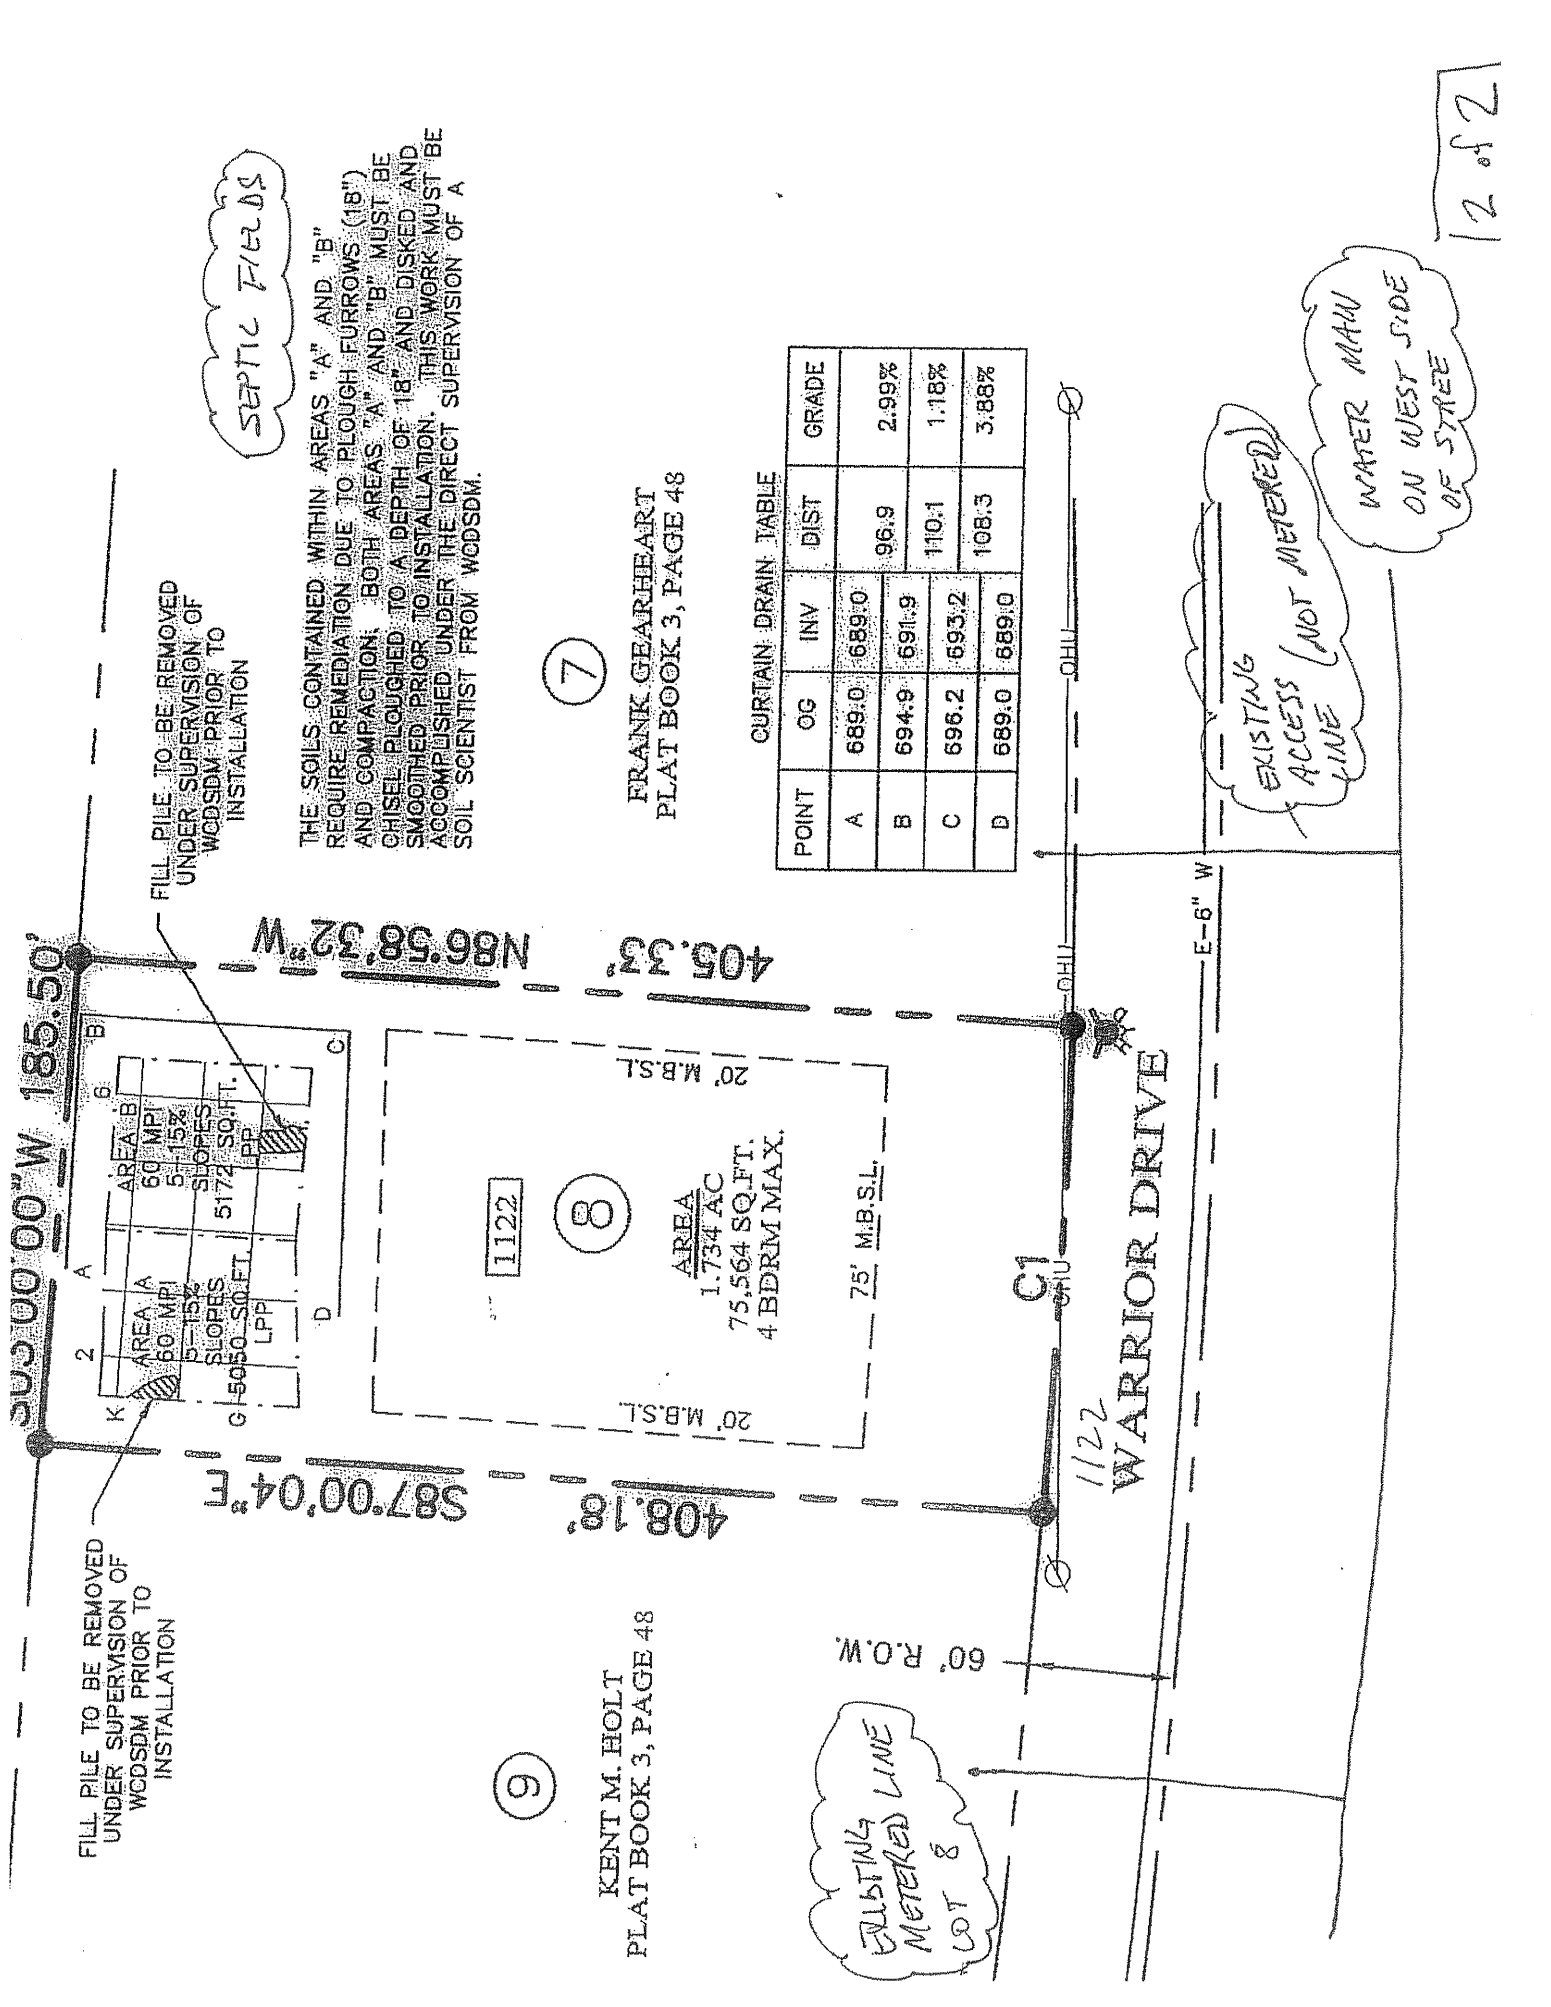 SEPTIC FIELDS
FILL PILE TO BE REMOVED
UNDER SUPERVISION OF
WCDSDM PRIOR TO
INSTALLATION
THE SOILS CONTAINED WITHIN AREAS "A" AND "B"
REQUIRE REMEDIATION DUE TO PLOUGH FURROWS (18")
AND COMPACTION. BOTH AREAS "A" AND "B" MUST BE
CHISEL PLOUGHED TO A DEPTH OF 18" AND DISKED AND
SMOOTHED PRIOR TO INSTALLATION. THIS WORK MUST BE
ACCOMPLISHED UNDER THE DIRECT SUPERVISION OF A
SOIL SCIENTIST FROM WCDSDM.
FILL PILE TO BE REMOVED
UNDER SUPERVISION OF
WCDSDM PRIOR TO
INSTALLATION
00'00"W 185.50'
2 A 6 B
K
AREA A
60 MPI
5-15%
SLOPES
5050 SQ.FT.
LPP
G
AREA B
60 MPI
5-15%
SLOPES
5172 SQ.FT.
PP
D C
S87°00'04"E
408.18'
N86°58'32"W
405.33'
20' M.B.S.L.
20' M.B.S.L.
1122
8
AREA
1.734 AC
75,564 SQ.FT.
4 BDRM MAX.
75' M.B.S.L.
9
KENT M. HOLT
PLAT BOOK 3, PAGE 48
7
FRANK GEARHEART
PLAT BOOK 3, PAGE 48
CURTAIN DRAIN TABLE
POINT OG INV DIST GRADE
A 689.0 689.0
B 694.9 691.9 96.9 2.99%
C 696.2 693.2 110.1 1.18%
D 689.0 689.0 108.3 3.88%
C1
OHU OHU OHU
60' R.O.W.
1122
WARRIOR DRIVE
E-6" W
EXISTING
METERED LINE
LOT 8
EXISTING
ACCESS (NOT METERED)
LINE (NOT METERED)
WATER MAIN
ON WEST SIDE
OF STREE
2 of 2